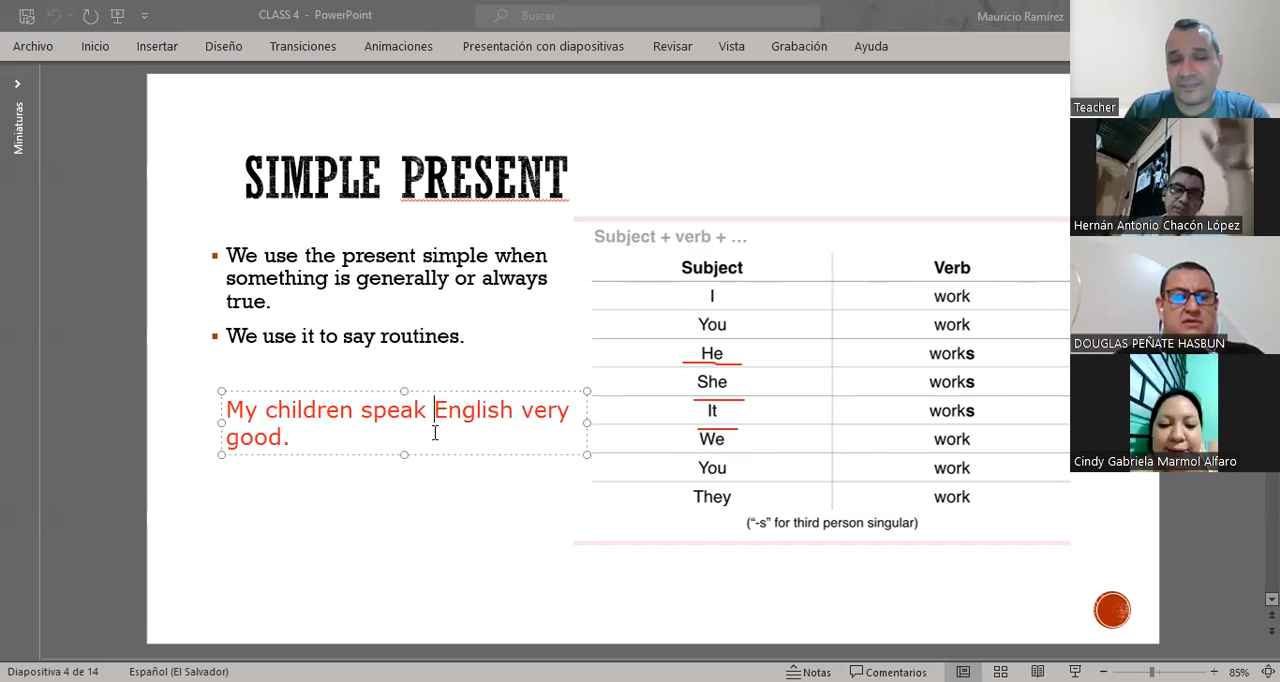 CLASS 4 - PowerPoint
Buscar
Mauricio Ramírez
Archivo Inicio Insertar Diseño Transiciones Animaciones Presentación con diapositivas Revisar Vista Grabación Ayuda
Miniaturas
SIMPLE PRESENT
We use the present simple when
something is generally or always
true.
We use it to say routines.
My children speak English very
good.
Subject + verb + ...
Subject Verb
I work
You work
He works
She works
It works
We work
You work
They work
("-s" for third person singular)
Teacher
Hernán Antonio Chacón López
DOUGLAS PEÑATE HASBUN
Cindy Gabriela Marmol Alfaro
Diapositiva 4 de 14 Español (El Salvador) Notas Comentarios 85%